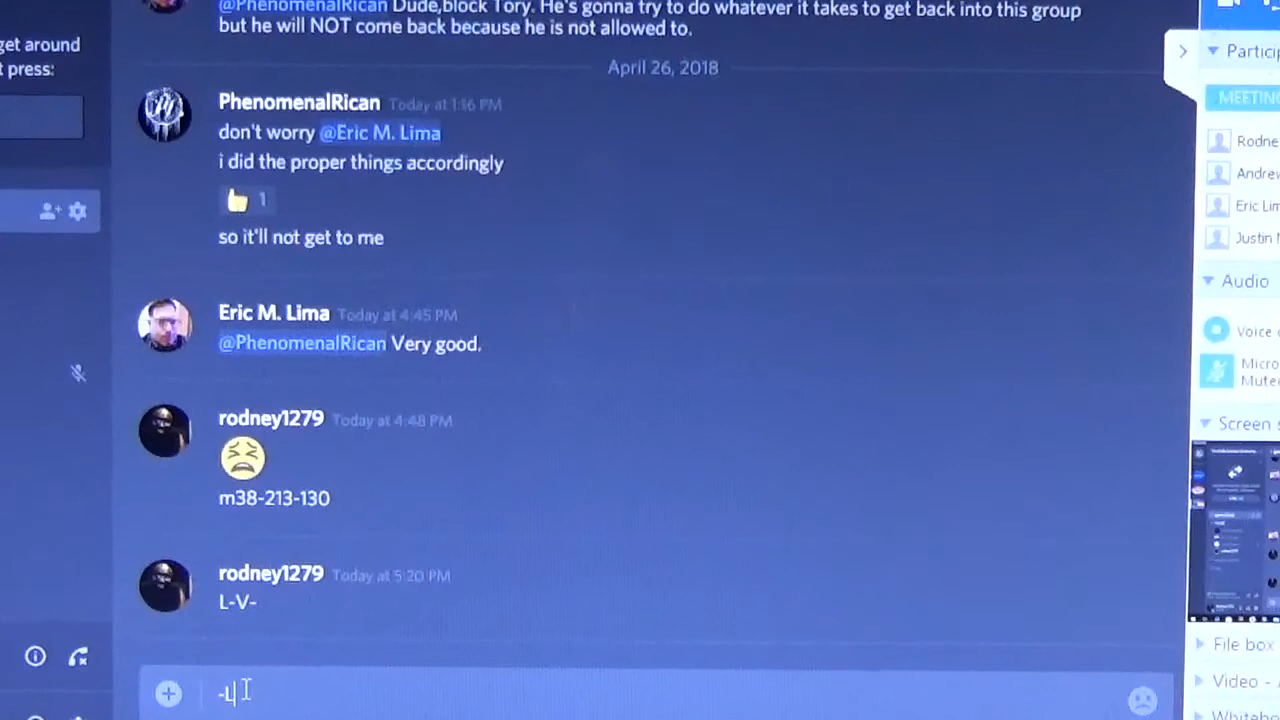 @PhenomenalRican Dude,block Tory. He's gonna try to do whatever it takes to get back into this group
but he will NOT come back because he is not allowed to.
get around
t press:
April 26, 2018
PhenomenalRican Today at 1:16 PM
don't worry @Eric M. Lima
i did the proper things accordingly
1
so it'll not get to me
Eric M. Lima Today at 4:45 PM
@PhenomenalRican Very good.
rodney1279 Today at 4:48 PM
m38-213-130
rodney1279 Today at 5:20 PM
L-V-
-L
Partici
MEETING
Rodne
Andrew
Eric Lim
Justin
Audio
Voice
Micro
Mute
Screen s
File box
Video -
Whitebo